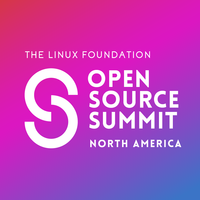 THE LINUX FOUNDATION
OPEN
SOURCE
SUMMIT
NORTH AMERICA